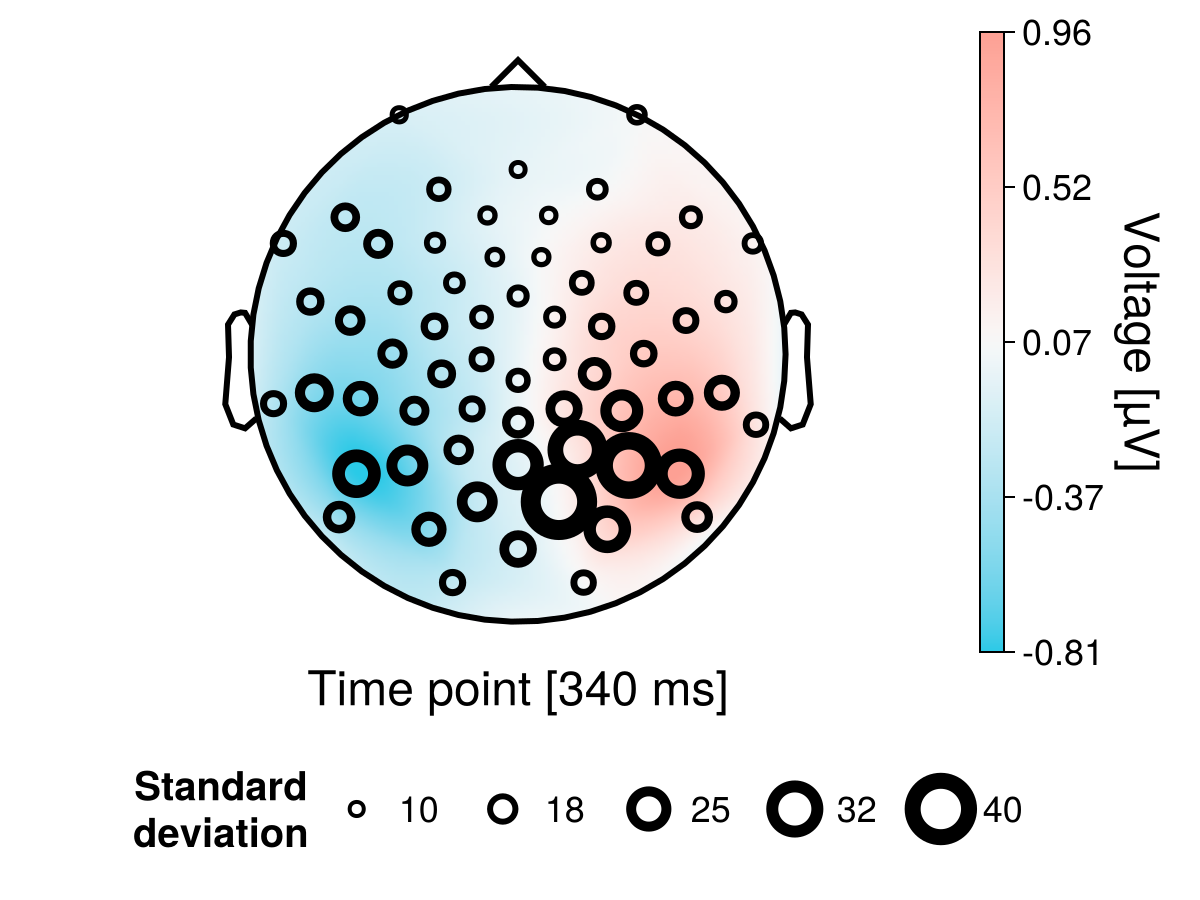 0.96
0.52
0.07
-0.37
-0.81
Voltage [µV]
Time point [340 ms]
Standard
deviation
10 18 25 32 40